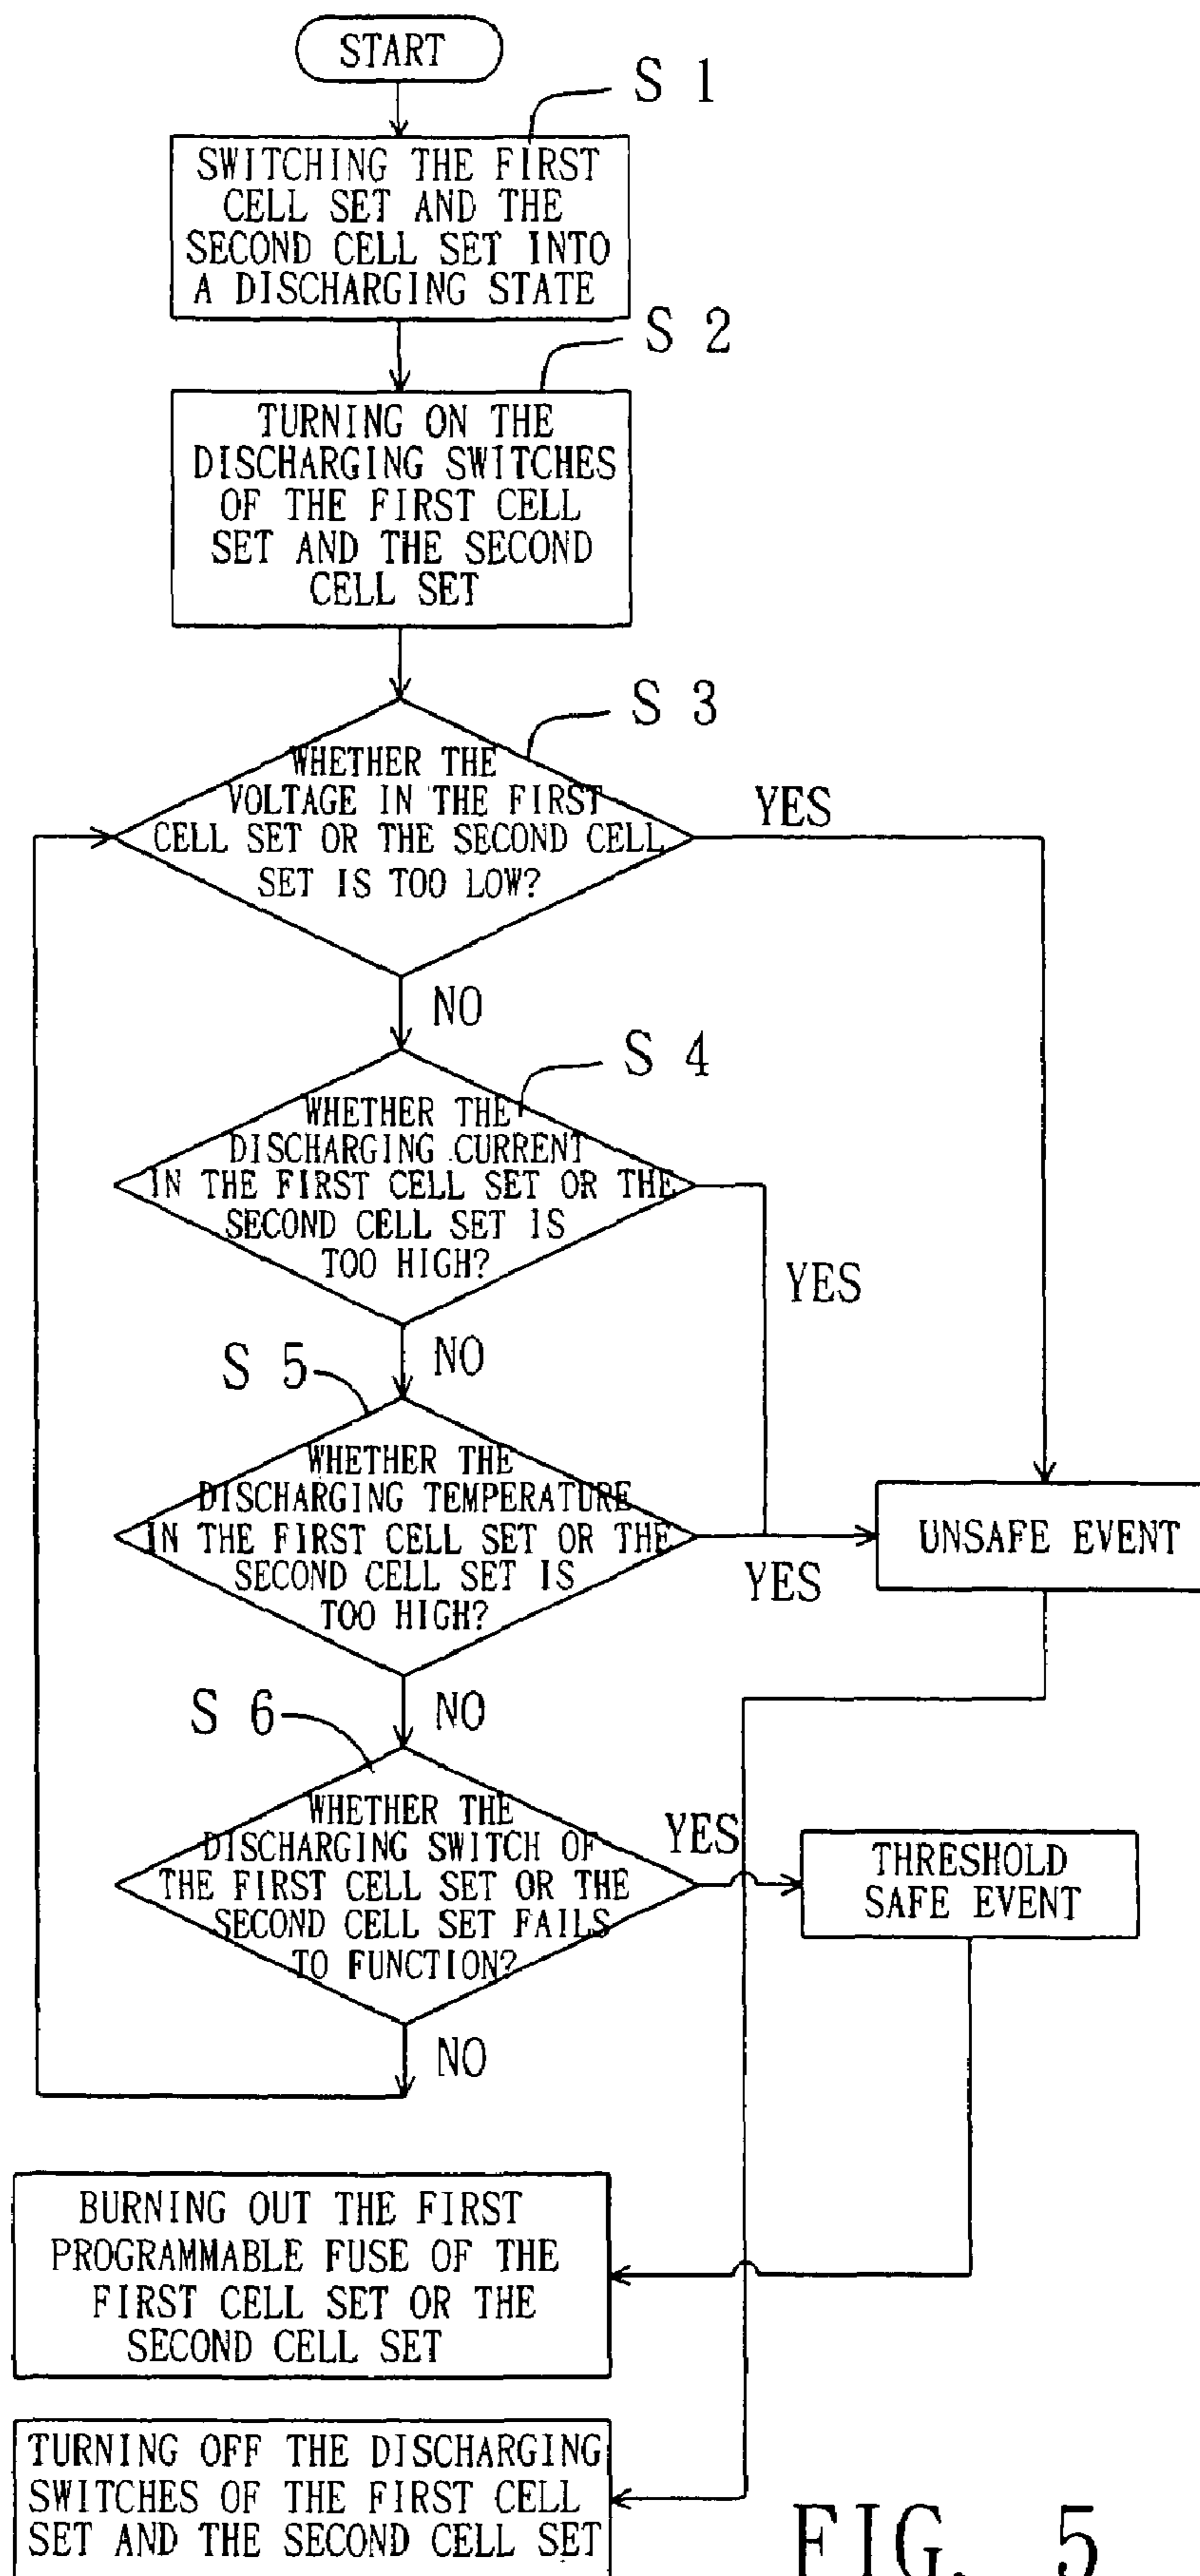 START
S 1
SWITCHING THE FIRST
CELL SET AND THE
SECOND CELL SET INTO
A DISCHARGING STATE
S 2
TURNING ON THE
DISCHARGING SWITCHES
OF THE FIRST CELL
SET AND THE SECOND
CELL SET
S 3
WHETHER THE
VOLTAGE IN THE FIRST
CELL SET OR THE SECOND CELL
SET IS TOO LOW?
YES
NO
S 4
WHETHER THE
DISCHARGING CURRENT
IN THE FIRST CELL SET OR THE
SECOND CELL SET IS
TOO HIGH?
YES
NO
S 5
WHETHER THE
DISCHARGING TEMPERATURE
IN THE FIRST CELL SET OR THE
SECOND CELL SET IS
TOO HIGH?
YES
UNSAFE EVENT
NO
S 6
WHETHER THE
DISCHARGING SWITCH OF
THE FIRST CELL SET OR THE
SECOND CELL SET FAILS
TO FUNCTION?
YES
THRESHOLD
SAFE EVENT
NO
BURNING OUT THE FIRST
PROGRAMMABLE FUSE OF THE
FIRST CELL SET OR THE
SECOND CELL SET
TURNING OFF THE DISCHARGING
SWITCHES OF THE FIRST CELL
SET AND THE SECOND CELL SET
FIG. 5